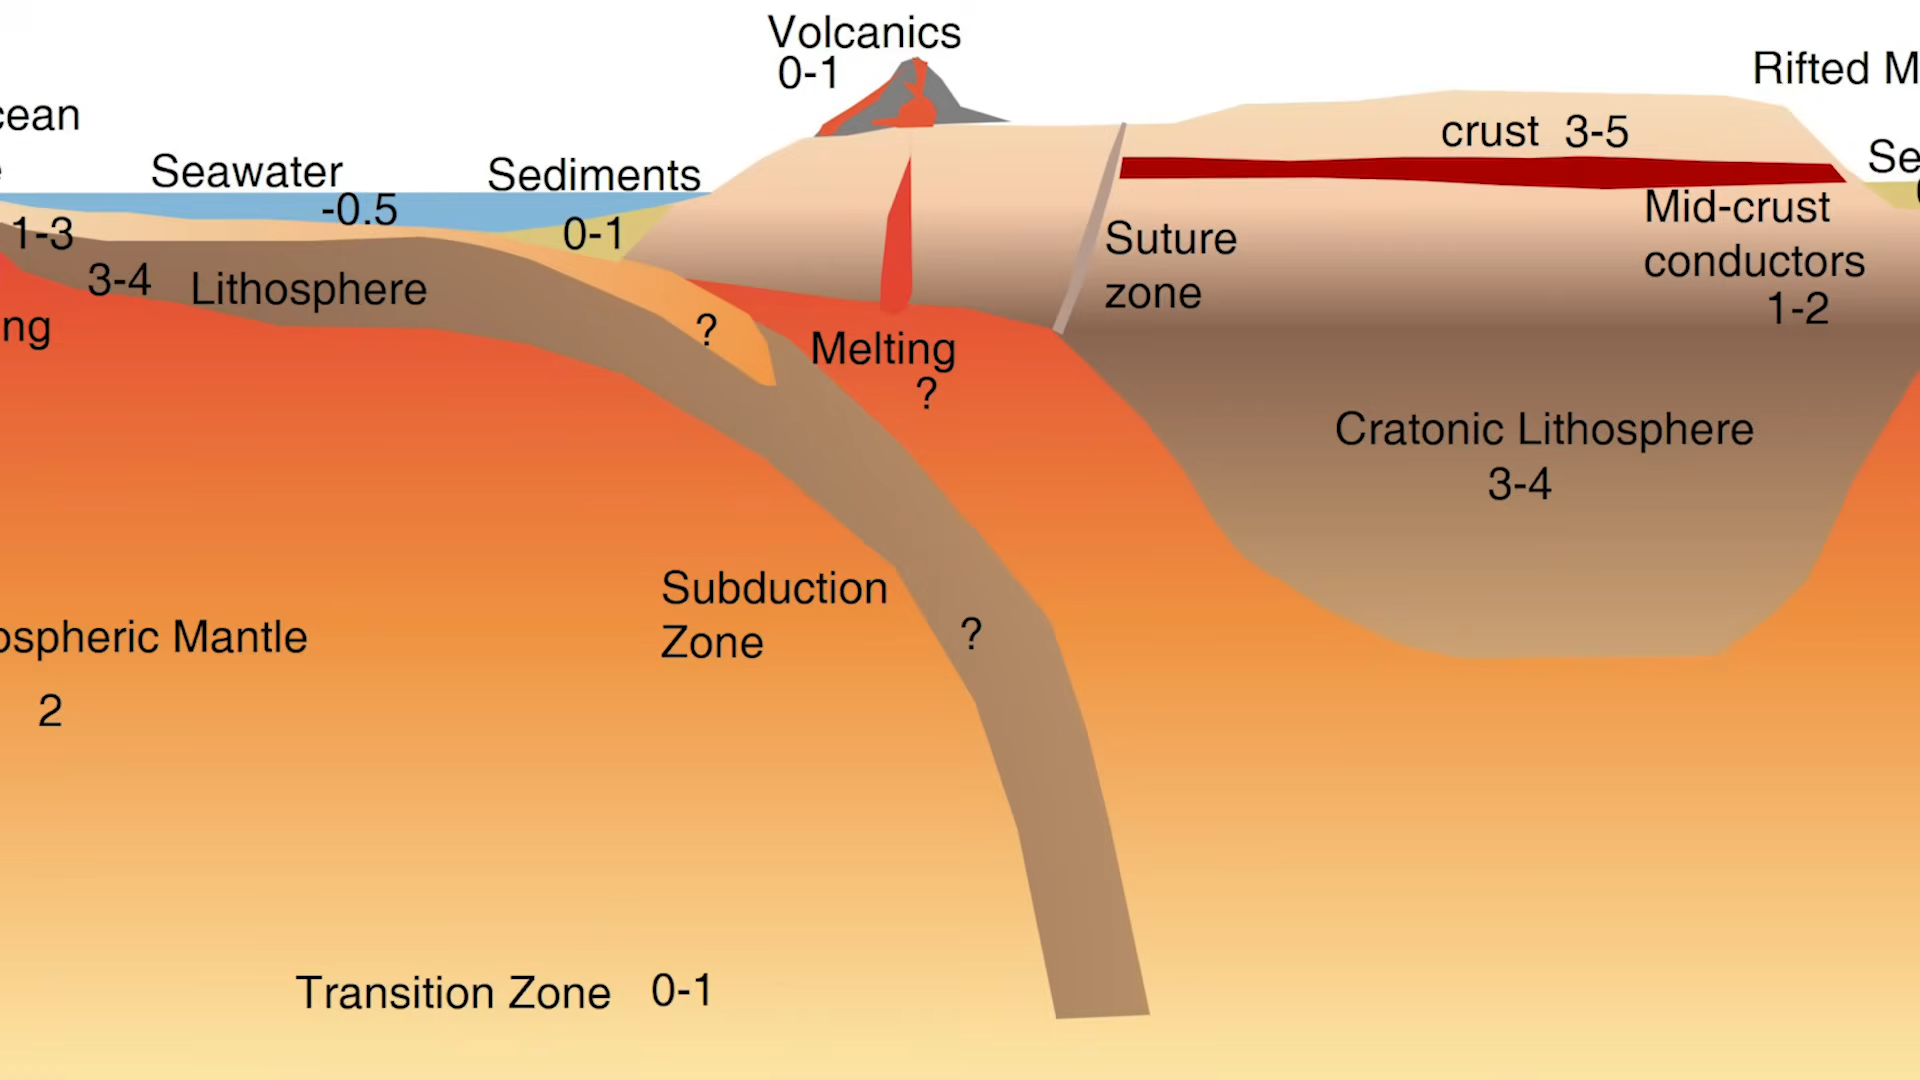 Volcanics
0-1
Rifted M
cean
crust 3-5
Seawater
-0.5
Sediments
0-1
Se
1-3
3-4
Lithosphere
ng
?
Melting
?
Suture
zone
Mid-crust
conductors
1-2
Cratonic Lithosphere
3-4
Subduction
Zone
?
ospheric Mantle
2
Transition Zone 0-1